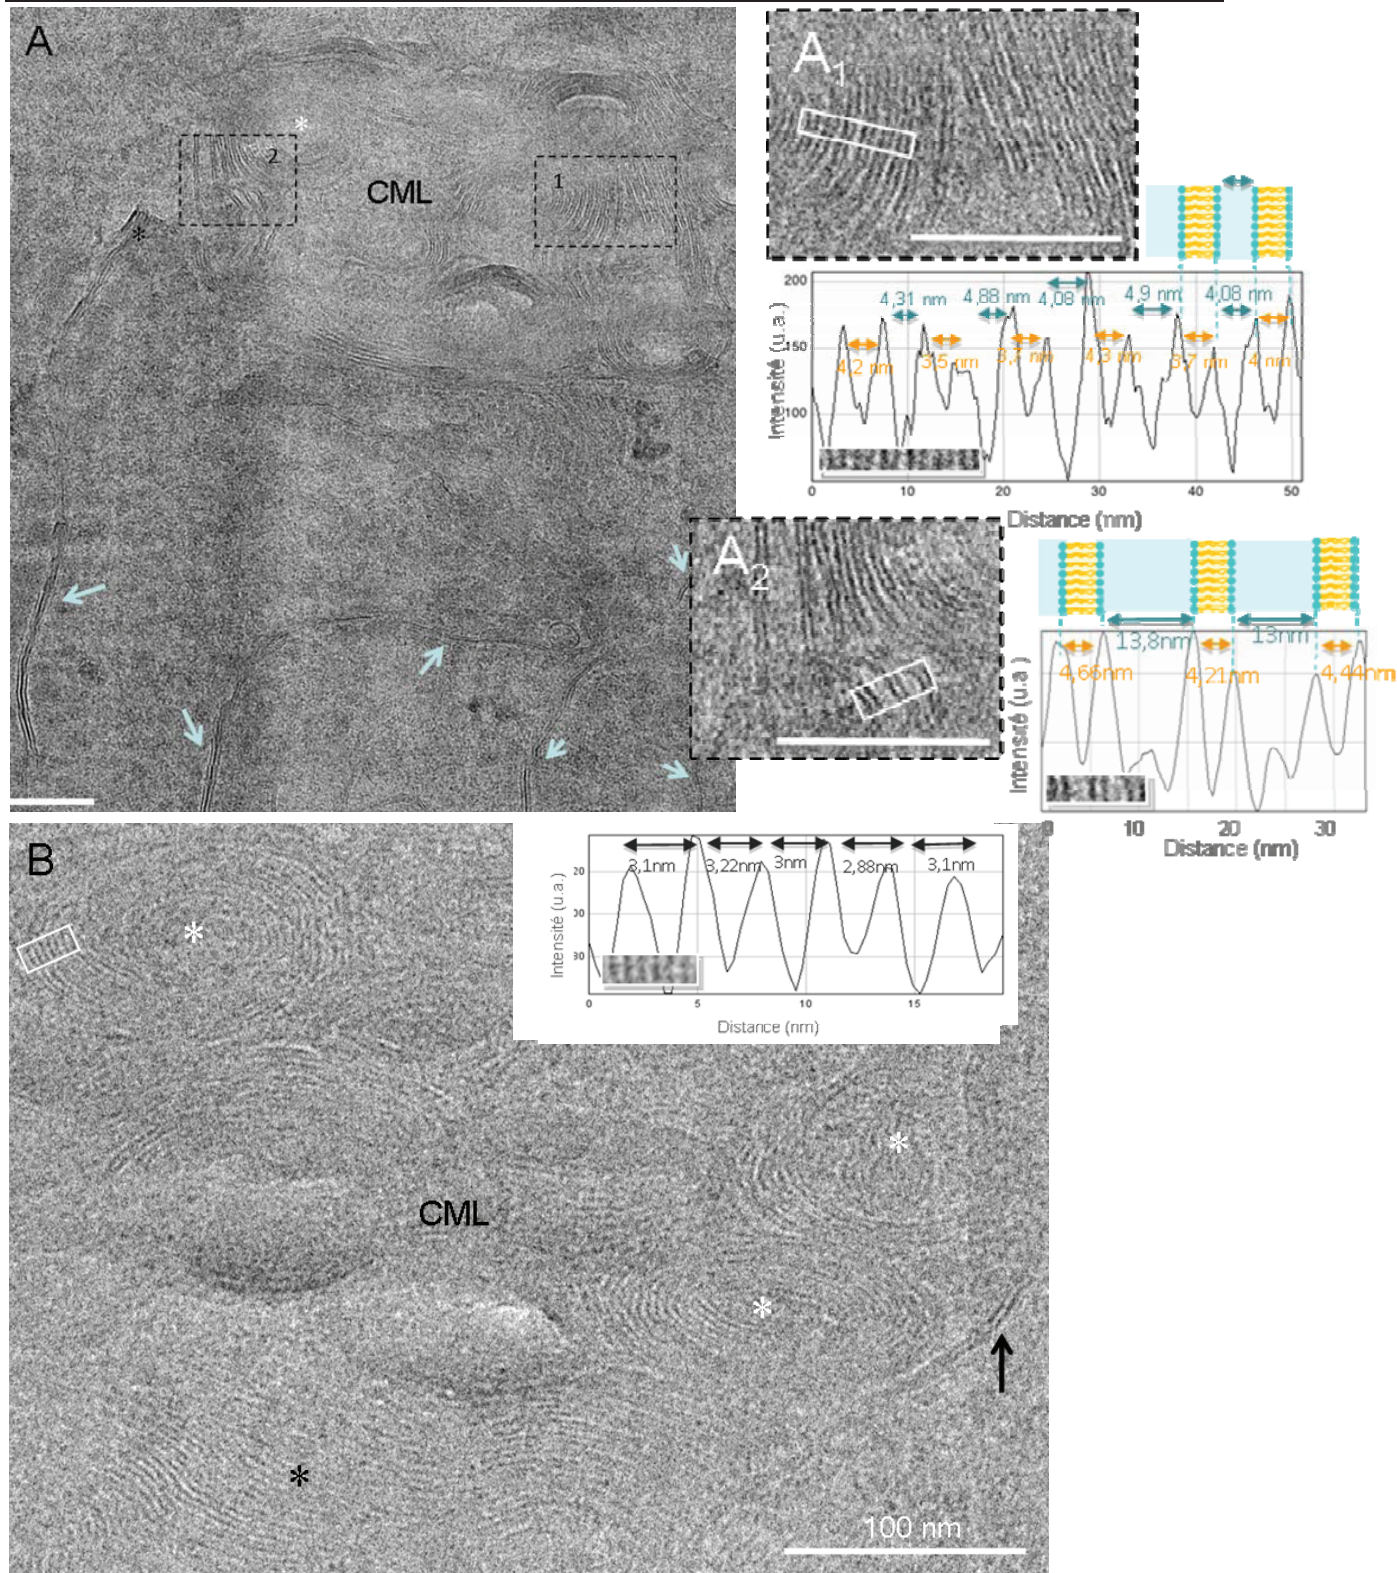 A
*
2
CML
1
*
A1
200
150
100
Intensité (u.a.)
4,31 nm
4,88 nm
4,08 nm
4,9 nm
4,08 nm
4,2 nm
3,5 nm
3,7 nm
4,3 nm
3,7 nm
4 nm
0 10 20 30 40 50
Distance (nm)
A2
13,8nm
13nm
4,66nm
4,21nm
4,44nm
Intensité (u.a)
0 10 20 30
Distance (nm)
B
*
3,1nm
3,22nm
3nm
2,88nm
3,1nm
Intensité (u.a.)
20
00
80
0 5 10 15
Distance (nm)
*
CML
*
*
100 nm